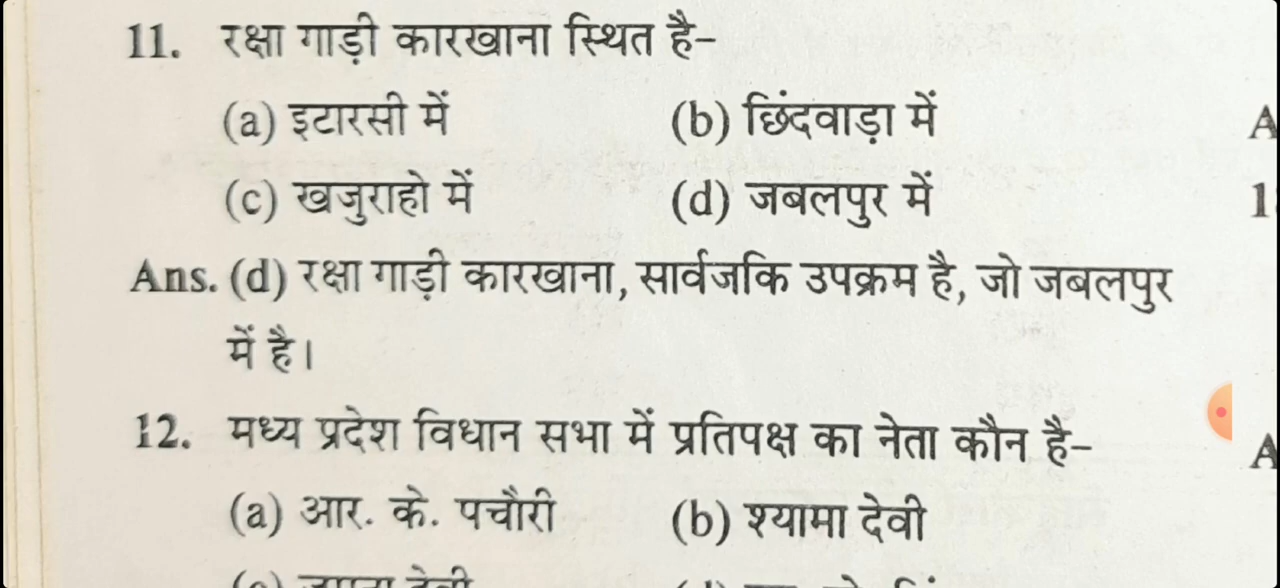 11. रक्षा गाड़ी कारखाना स्थित है-
(a) इटारसी में (b) छिंदवाड़ा में
(c) खजुराहो में (d) जबलपुर में
Ans. (d) रक्षा गाड़ी कारखाना, सार्वजकि उपक्रम है, जो जबलपुर
में है।
12. मध्य प्रदेश विधान सभा में प्रतिपक्ष का नेता कौन है-
(a) आर. के. पचौरी (b) श्यामा देवी